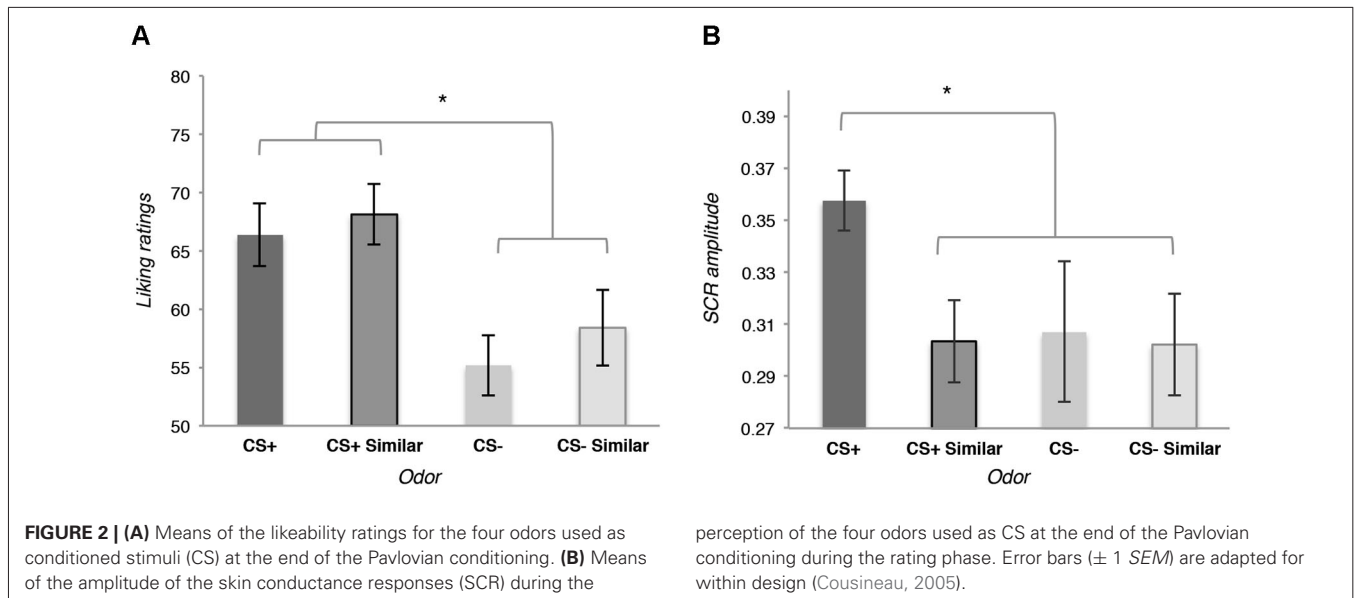 A
80
75
70
65
60
55
50
Liking ratings
*
CS+ CS+ Similar CS- CS- Similar
Odor
B
0.39
0.37
0.35
0.33
0.31
0.29
0.27
SCR amplitude
*
CS+ CS+ Similar CS- CS- Similar
Odor
FIGURE 2 | (A) Means of the likeability ratings for the four odors used as
conditioned stimuli (CS) at the end of the Pavlovian conditioning. (B) Means
of the amplitude of the skin conductance responses (SCR) during the
perception of the four odors used as CS at the end of the Pavlovian
conditioning during the rating phase. Error bars (± 1 SEM) are adapted for
within design (Cousineau, 2005).